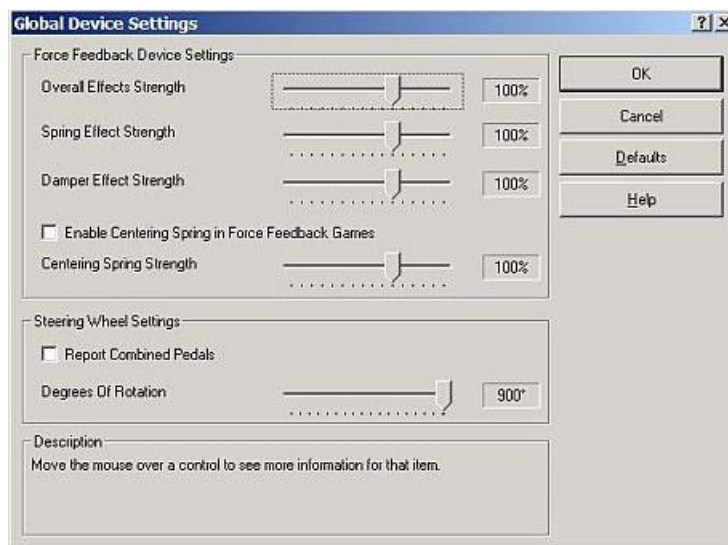 Global Device Settings
Force Feedback Device Settings
Overall Effects Strength 100%
Spring Effect Strength 100%
Damper Effect Strength 100%
Enable Centering Spring in Force Feedback Games
Centering Spring Strength 100%
Steering Wheel Settings
Report Combined Pedals
Degrees Of Rotation 900°
Description
Move the mouse over a control to see more information for that item.
OK
Cancel
Defaults
Help